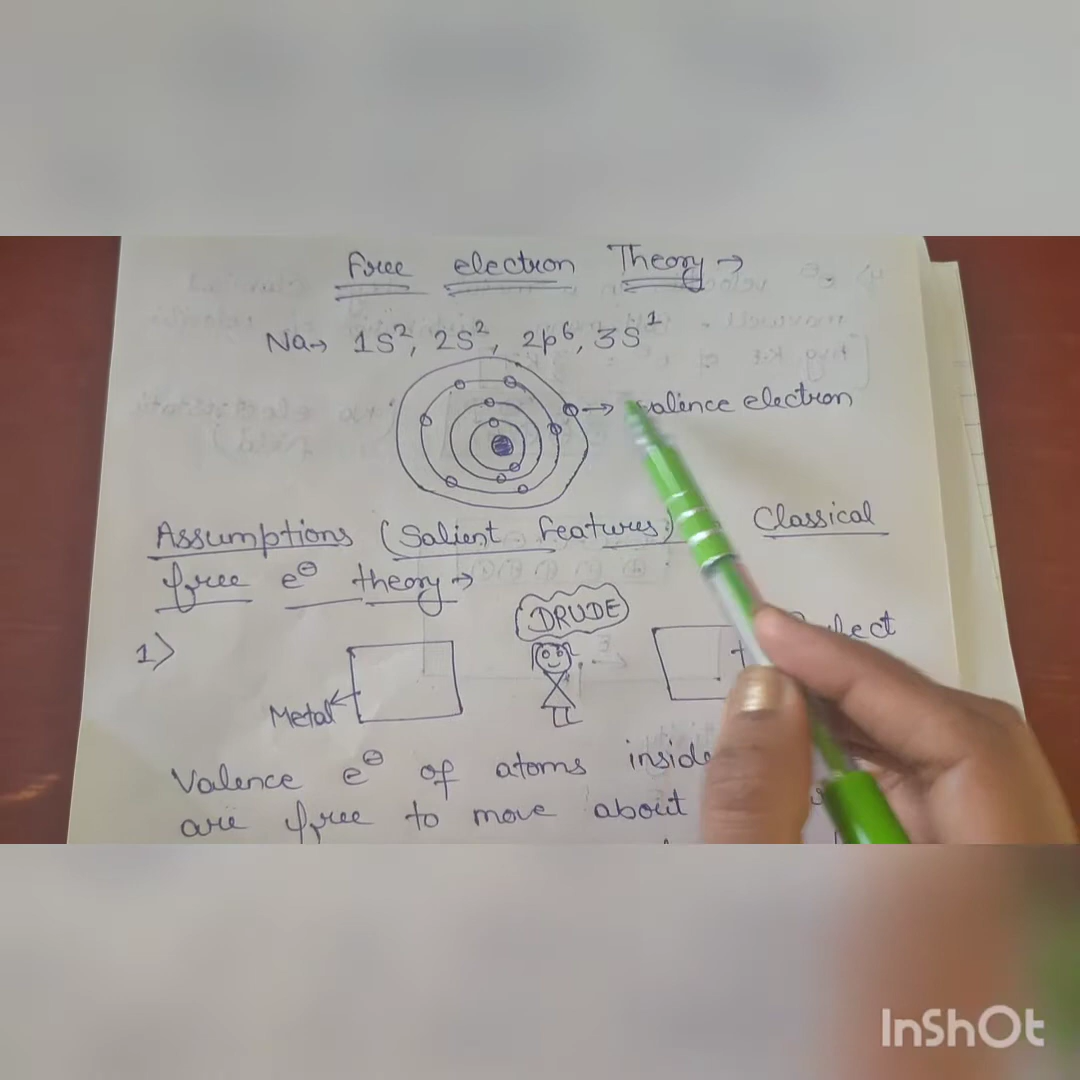 Free electron Theory →
Na→ 1S², 2S², 2p⁶, 3S¹
→ valence electron
Assumptions (Salient features) Classical
free e⊖ theory →
1>
DRUDE
Metal
Valence e⊖ of atoms inside
are free to move about
InShOt